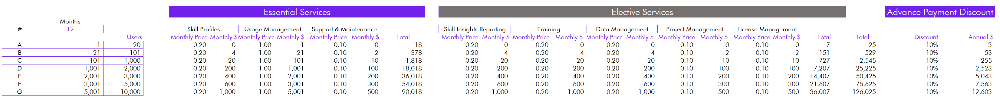 Essential Services Elective Services Advance Payment Discount
Months
# 12 Skill Profiles Usage Management Support & Maintenance Skill Insights Reporting Training Data Management Project Management License Management
Users Monthly Price Monthly $ Monthly Price Monthly $ Monthly Price Monthly $ Total Monthly Price Monthly $ Monthly Price Monthly $ Monthly Price Monthly $ Monthly Price Monthly $ Monthly Price Monthly $ Total Total Discount Annual $
A 1 20 0.20 0 1.00 1 0.10 0 18 0.20 0 0.20 0 0.20 0 0.10 0 0.10 0 7 25 10% 3
B 21 101 0.20 4 1.00 21 0.10 2 378 0.20 4 0.20 4 0.20 4 0.10 2 0.10 2 151 529 10% 53
C 101 1,000 0.20 20 1.00 101 0.10 10 1,818 0.20 20 0.20 20 0.20 20 0.10 10 0.10 10 727 2,545 10% 255
D 1,001 2,000 0.20 200 1.00 1,001 0.10 100 18,018 0.20 200 0.20 200 0.20 200 0.10 100 0.10 100 7,207 25,225 10% 2,523
E 2,001 3,000 0.20 400 1.00 2,001 0.10 200 36,018 0.20 400 0.20 400 0.20 400 0.10 200 0.10 200 14,407 50,425 10% 5,043
F 3,001 5,000 0.20 600 1.00 3,001 0.10 300 54,018 0.20 600 0.20 600 0.20 600 0.10 300 0.10 300 21,607 75,625 10% 7,563
G 5,001 10,000 0.20 1,000 1.00 5,001 0.10 500 90,018 0.20 1,000 0.20 1,000 0.20 1,000 0.10 500 0.10 500 36,007 126,025 10% 12,603